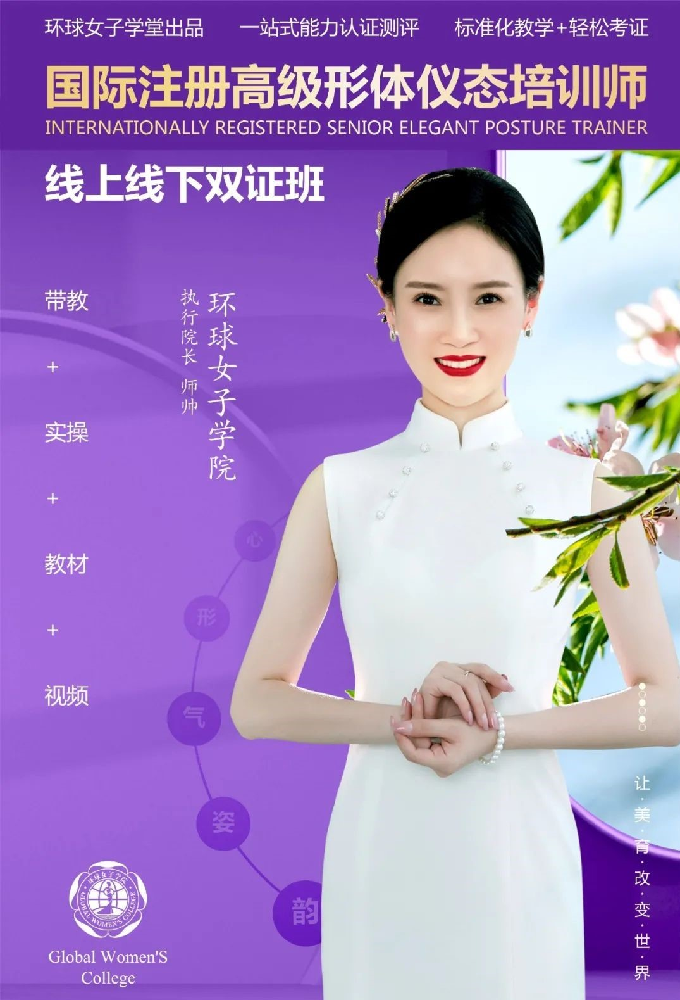 环球女子学堂出品 一站式能力认证测评 标准化教学+轻松考证
国际注册高级形体仪态培训师
INTERNATIONALLY REGISTERED SENIOR ELEGANT POSTURE TRAINER
线上线下双证班
带教
+
实操
+
教材
+
视频
环球女子学院
执行院长 师帅
心
形
气
姿
韵
环球女子学院
GLOBAL WOMEN'S COLLEGE
Global Women'S
College
让·美·育·改·变·世·界